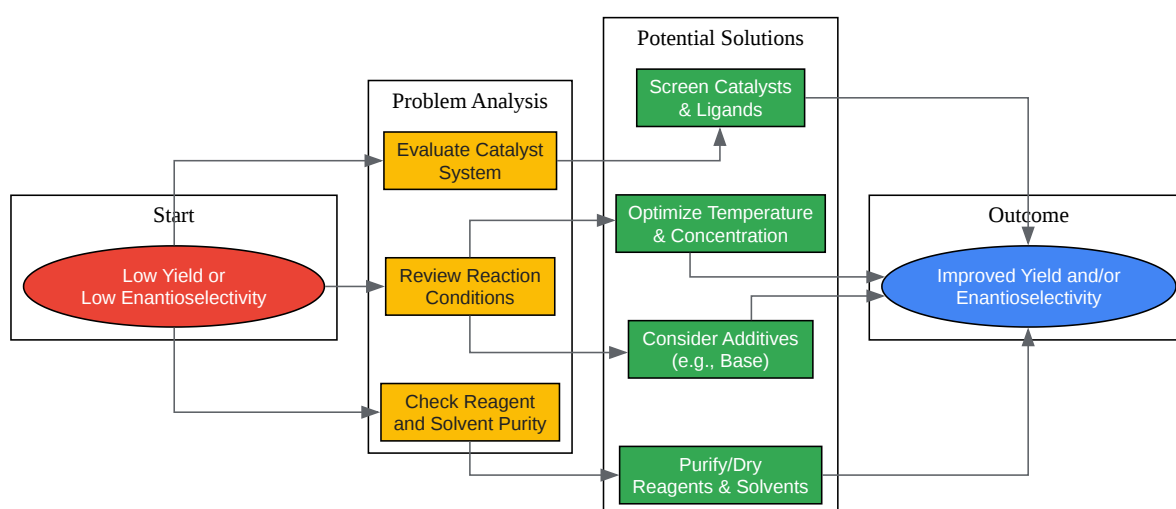 Start
Low Yield or
Low Enantioselectivity
Problem Analysis
Evaluate Catalyst
System
Review Reaction
Conditions
Check Reagent
and Solvent Purity
Potential Solutions
Screen Catalysts
& Ligands
Optimize Temperature
& Concentration
Consider Additives
(e.g., Base)
Purify/Dry
Reagents & Solvents
Outcome
Improved Yield and/or
Enantioselectivity